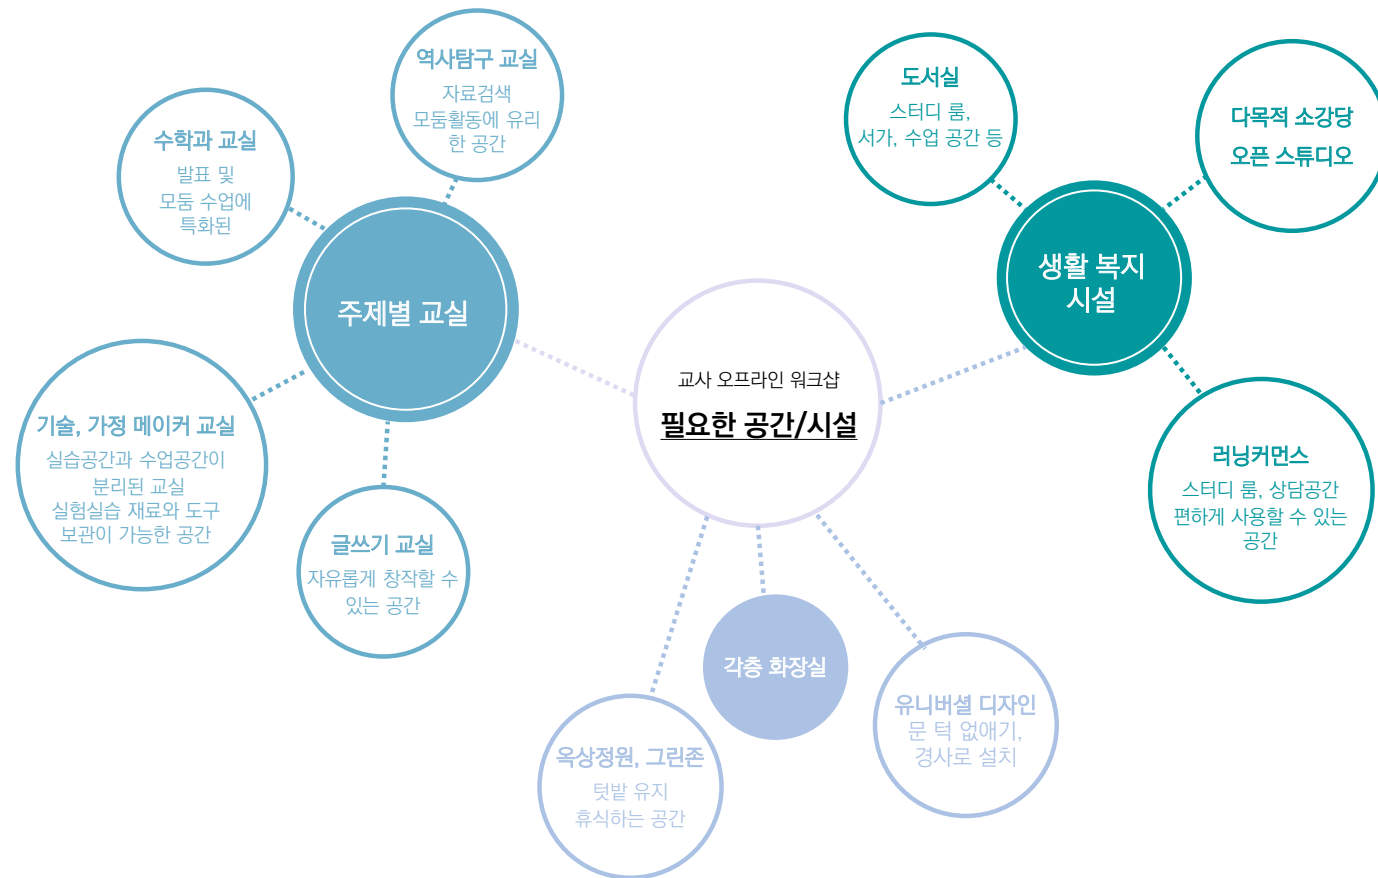 역사탐구 교실
자료검색
모둠활동에 유리
한 공간
수학과 교실
발표 및
모둠 수업에
특화된
주제별 교실
기술, 가정 메이커 교실
실습공간과 수업공간이
분리된 교실
실험실습 재료와 도구
보관이 가능한 공간
글쓰기 교실
자유롭게 창작할 수
있는 공간
교사 오프라인 워크샵
필요한 공간/시설
도서실
스터디 룸,
서가, 수업 공간 등
다목적 소강당
오픈 스튜디오
생활 복지
시설
러닝커먼스
스터디 룸, 상담공간
편하게 사용할 수 있는
공간
각층 화장실
유니버셜 디자인
문 턱 없애기,
경사로 설치
옥상정원, 그린존
텃밭 유지
휴식하는 공간